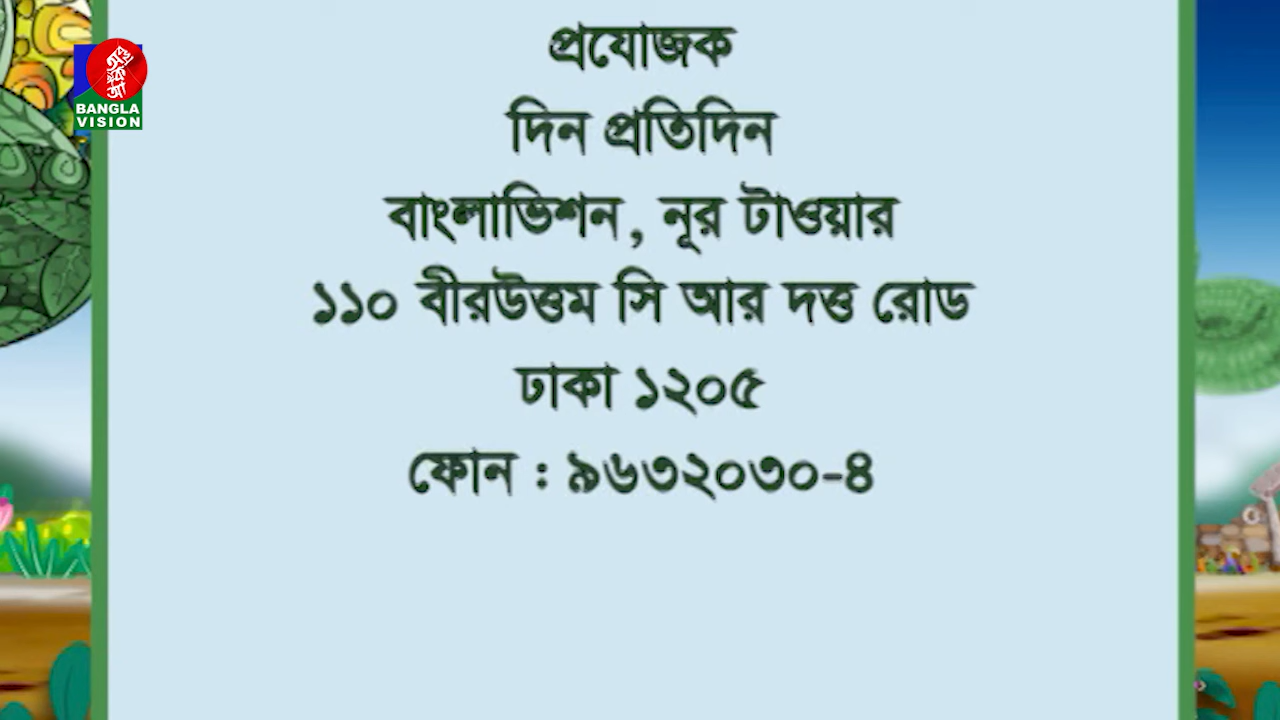 প্রযোজক
দিন প্রতিদিন
বাংলাভিশন, নূর টাওয়ার
১১০ বীরউত্তম সি আর দত্ত রোড
ঢাকা ১২০৫
ফোন : ৯৬৩২০৩০-৪
BANGLA
VISION